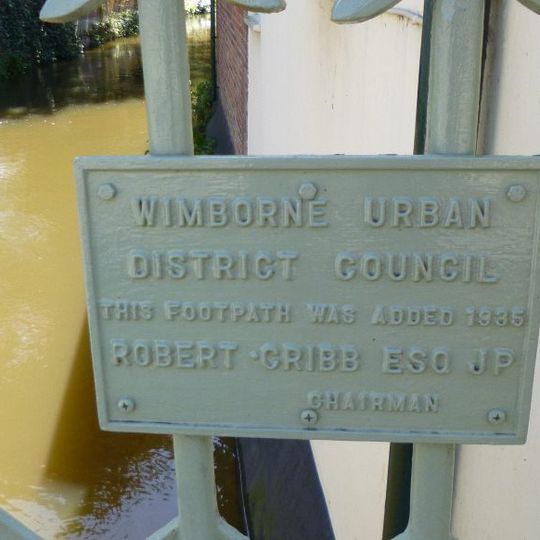 WIMBORNE URBAN
DISTRICT COUNCIL
THIS FOOTPATH WAS ADDED 1935
ROBERT · CRIBB ESQ JP
CHAIRMAN